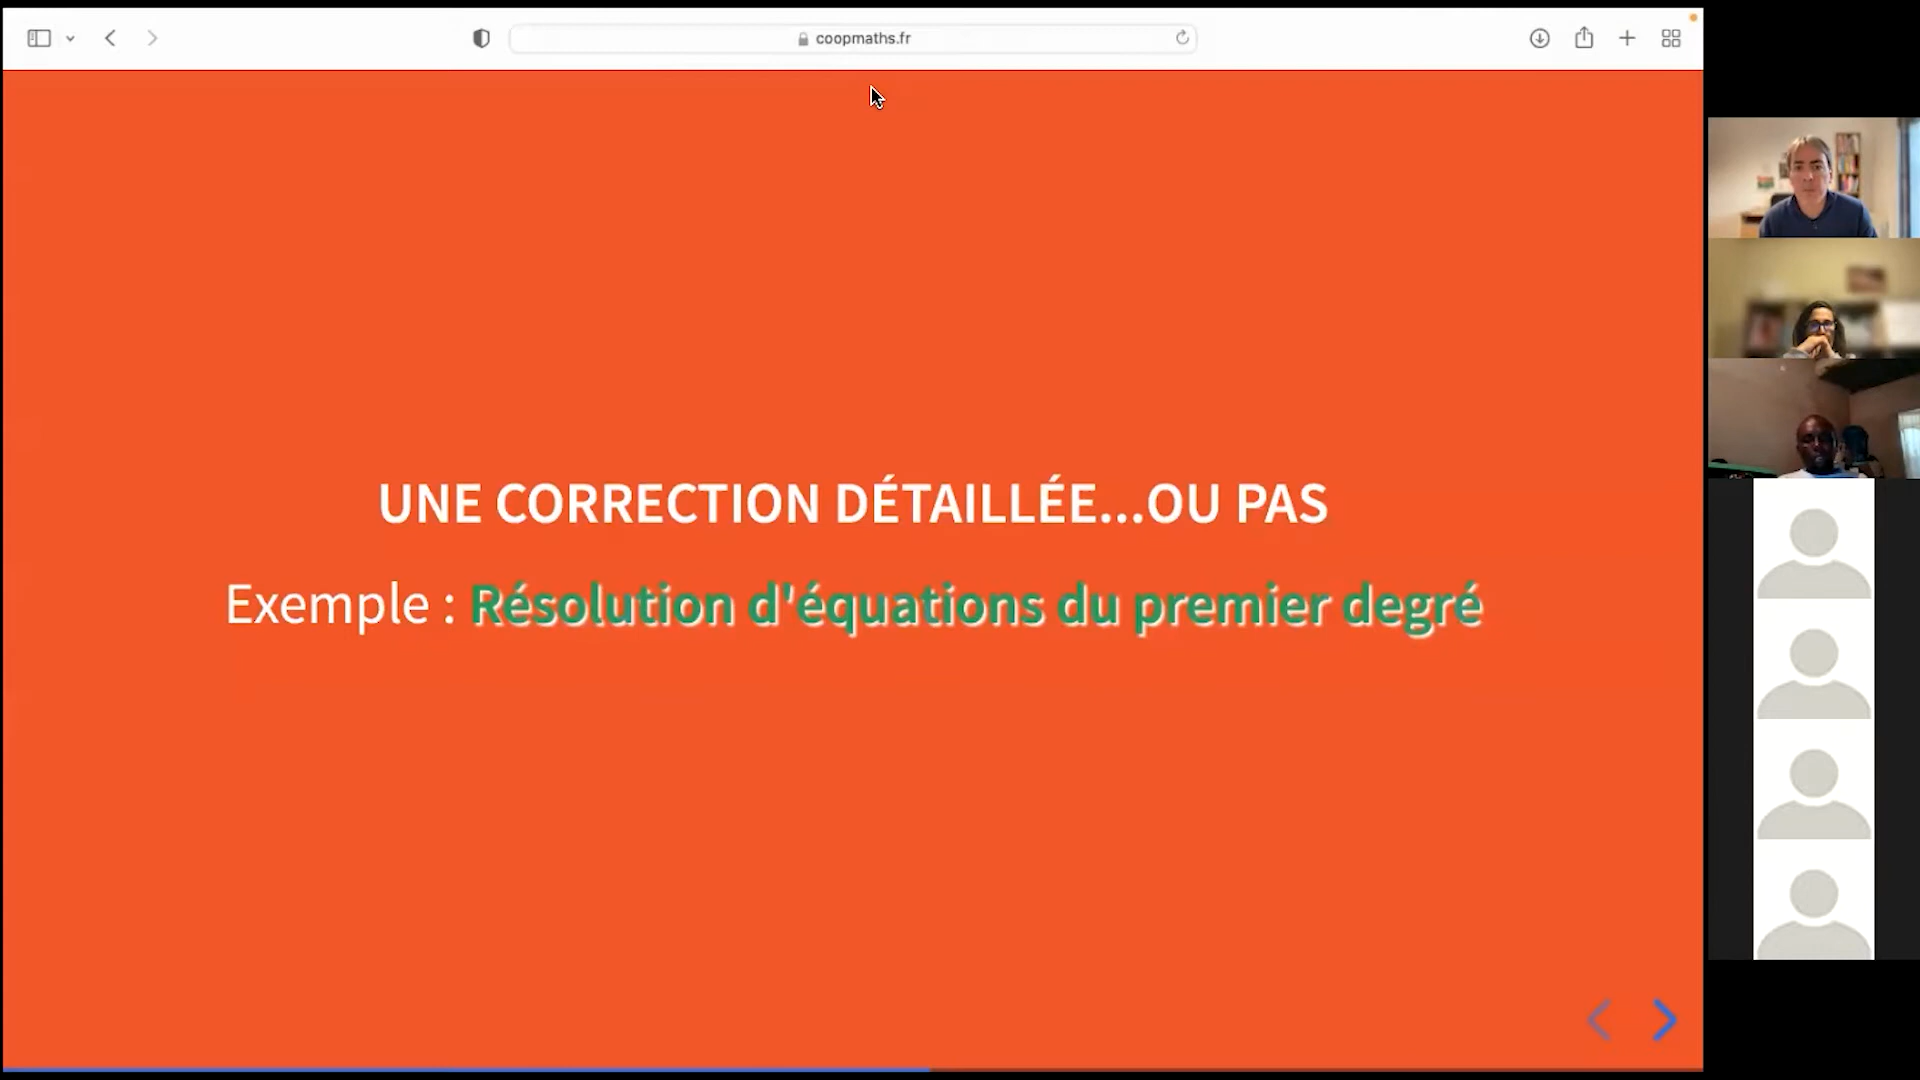 coopmaths.fr
UNE CORRECTION DÉTAILLÉE...OU PAS
Exemple : Résolution d'équations du premier degré